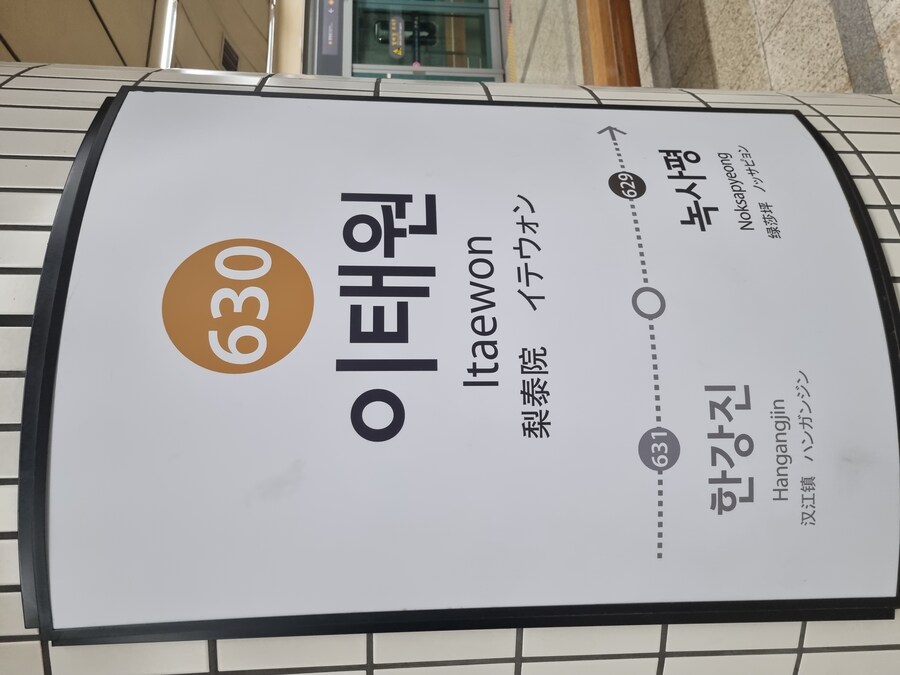 630
이태원
Itaewon
梨泰院 イテウォン
631
629
한강진
Hangangjin
汉江镇 ハンガンジン
녹사평
Noksapyeong
绿莎坪 ノッサピョン